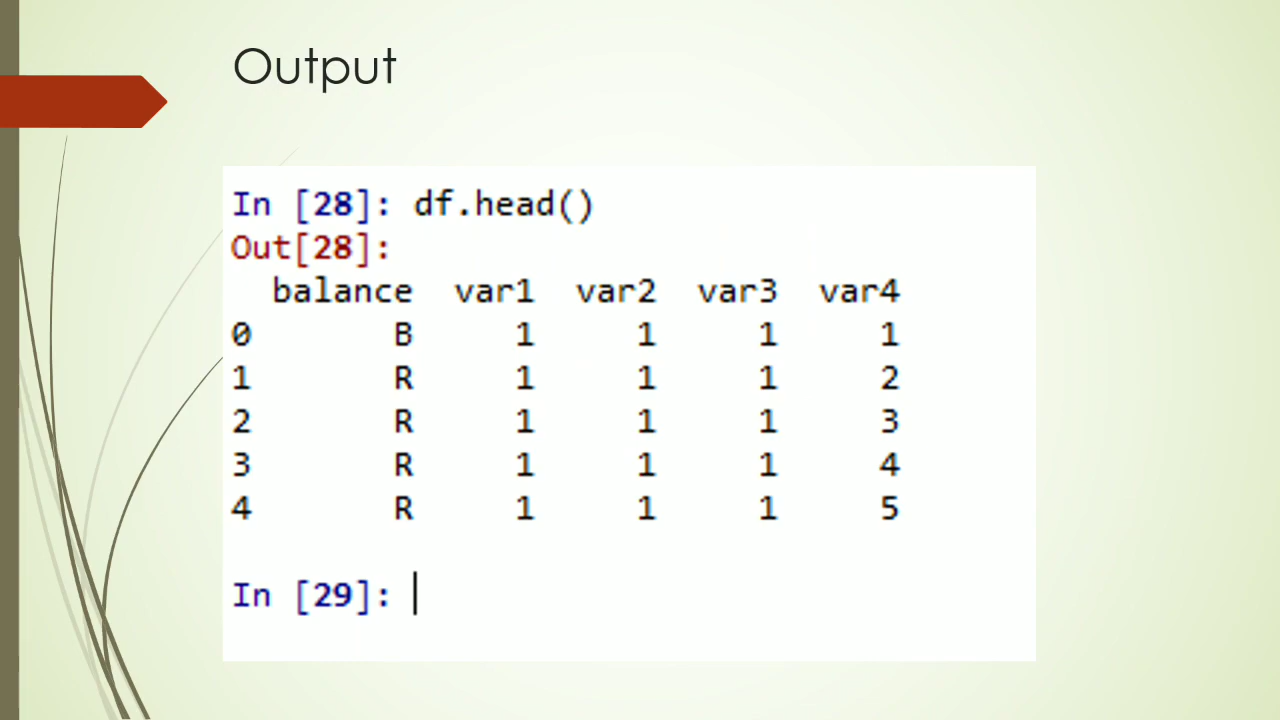 Output
In [28]: df.head()
Out[28]:
balance var1 var2 var3 var4
0 B 1 1 1 1
1 R 1 1 1 2
2 R 1 1 1 3
3 R 1 1 1 4
4 R 1 1 1 5
In [29]: